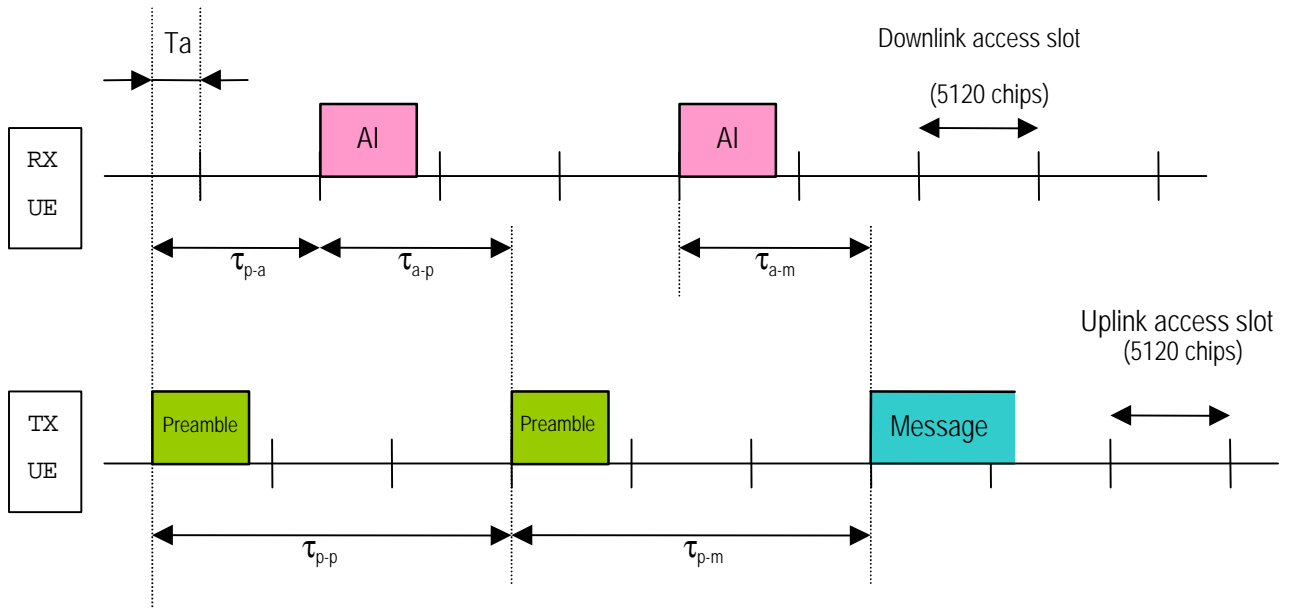 Ta
Downlink access slot
(5120 chips)
RX
UE
AI
AI
τp-a
τa-p
τa-m
Uplink access slot
(5120 chips)
TX
UE
Preamble
Preamble
Message
τp-p
τp-m